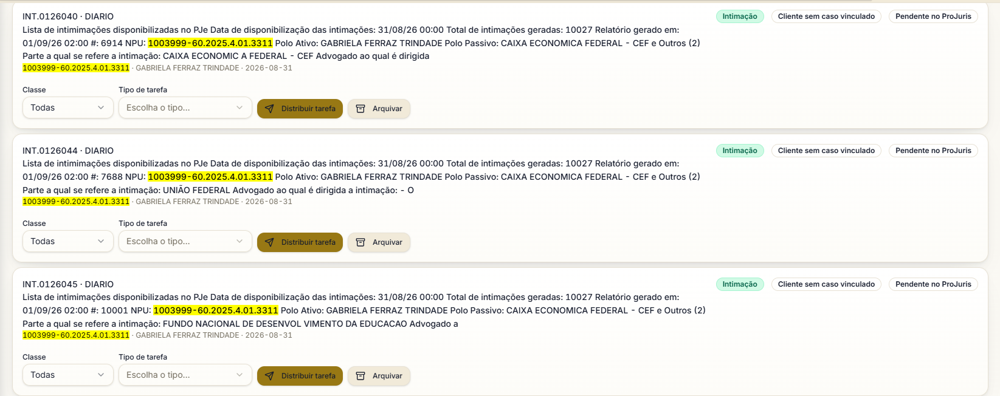 INT.0126040 · DIARIO
Intimação
Cliente sem caso vinculado
Pendente no ProJuris
Lista de intimimações disponibilizadas no PJe Data de disponibilização das intimações: 31/08/26 00:00 Total de intimações geradas: 10027 Relatório gerado em:
01/09/26 02:00 #: 6914 NPU: 1003999-60.2025.4.01.3311 Polo Ativo: GABRIELA FERRAZ TRINDADE Polo Passivo: CAIXA ECONOMICA FEDERAL - CEF e Outros (2)
Parte a qual se refere a intimação: CAIXA ECONOMIC A FEDERAL - CEF Advogado ao qual é dirigida
1003999-60.2025.4.01.3311 · GABRIELA FERRAZ TRINDADE · 2026-08-31
Classe
Tipo de tarefa
Todas
Escolha o tipo...
Distribuir tarefa
Arquivar
INT.0126044 · DIARIO
Intimação
Cliente sem caso vinculado
Pendente no ProJuris
Lista de intimimações disponibilizadas no PJe Data de disponibilização das intimações: 31/08/26 00:00 Total de intimações geradas: 10027 Relatório gerado em:
01/09/26 02:00 #: 7688 NPU: 1003999-60.2025.4.01.3311 Polo Ativo: GABRIELA FERRAZ TRINDADE Polo Passivo: CAIXA ECONOMICA FEDERAL - CEF e Outros (2)
Parte a qual se refere a intimação: UNIÃO FEDERAL Advogado ao qual é dirigida a intimação: - O
1003999-60.2025.4.01.3311 · GABRIELA FERRAZ TRINDADE · 2026-08-31
Classe
Tipo de tarefa
Todas
Escolha o tipo...
Distribuir tarefa
Arquivar
INT.0126045 · DIARIO
Intimação
Cliente sem caso vinculado
Pendente no ProJuris
Lista de intimimações disponibilizadas no PJe Data de disponibilização das intimações: 31/08/26 00:00 Total de intimações geradas: 10027 Relatório gerado em:
01/09/26 02:00 #: 10001 NPU: 1003999-60.2025.4.01.3311 Polo Ativo: GABRIELA FERRAZ TRINDADE Polo Passivo: CAIXA ECONOMICA FEDERAL - CEF e Outros (2)
Parte a qual se refere a intimação: FUNDO NACIONAL DE DESENVOL VIMENTO DA EDUCACAO Advogado a
1003999-60.2025.4.01.3311 · GABRIELA FERRAZ TRINDADE · 2026-08-31
Classe
Tipo de tarefa
Todas
Escolha o tipo...
Distribuir tarefa
Arquivar